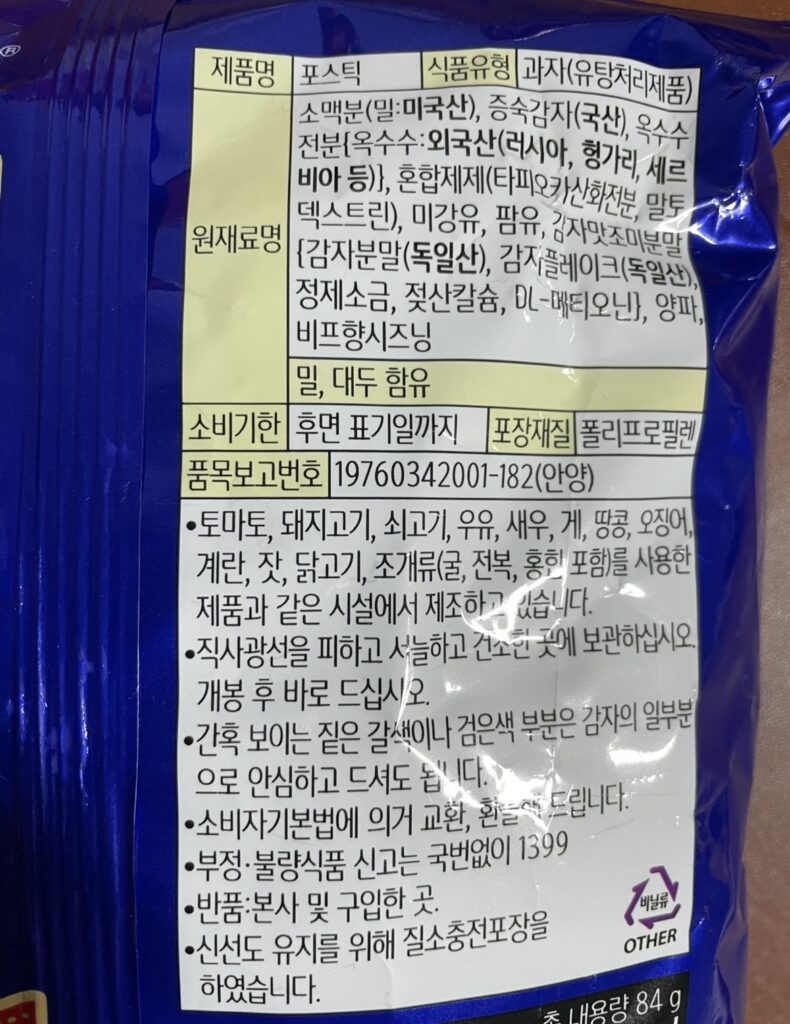 ®
제품명 포스틱 식품유형 과자(유탕처리제품)
원재료명
소맥분(밀:미국산), 증숙감자(국산), 옥수수
전분{옥수수:외국산(러시아, 헝가리, 세르
비아 등)}, 혼합제제(타피오카산화전분, 말토
덱스트린), 미강유, 팜유, 감자맛조미분말
{감자분말(독일산), 감자플레이크(독일산),
정제소금, 젖산칼슘, DL-메티오닌}, 양파,
비프향시즈닝
밀, 대두 함유
소비기한 후면 표기일까지 포장재질 폴리프로필렌
품목보고번호 19760342001-182(안양)
•토마토, 돼지고기, 쇠고기, 우유, 새우, 게, 땅콩, 오징어,
계란, 잣, 닭고기, 조개류(굴, 전복, 홍합 포함)를 사용한
제품과 같은 시설에서 제조하고 있습니다.
•직사광선을 피하고 서늘하고 건조한 곳에 보관하십시오.
개봉 후 바로 드십시오.
•간혹 보이는 짙은 갈색이나 검은색 부분은 감자의 일부분
으로 안심하고 드셔도 됩니다.
•소비자기본법에 의거 교환, 환불해 드립니다.
•부정·불량식품 신고는 국번없이 1399
•반품:본사 및 구입한 곳.
•신선도 유지를 위해 질소충전포장을
하였습니다.
비닐류
OTHER
총 내용량 84 g